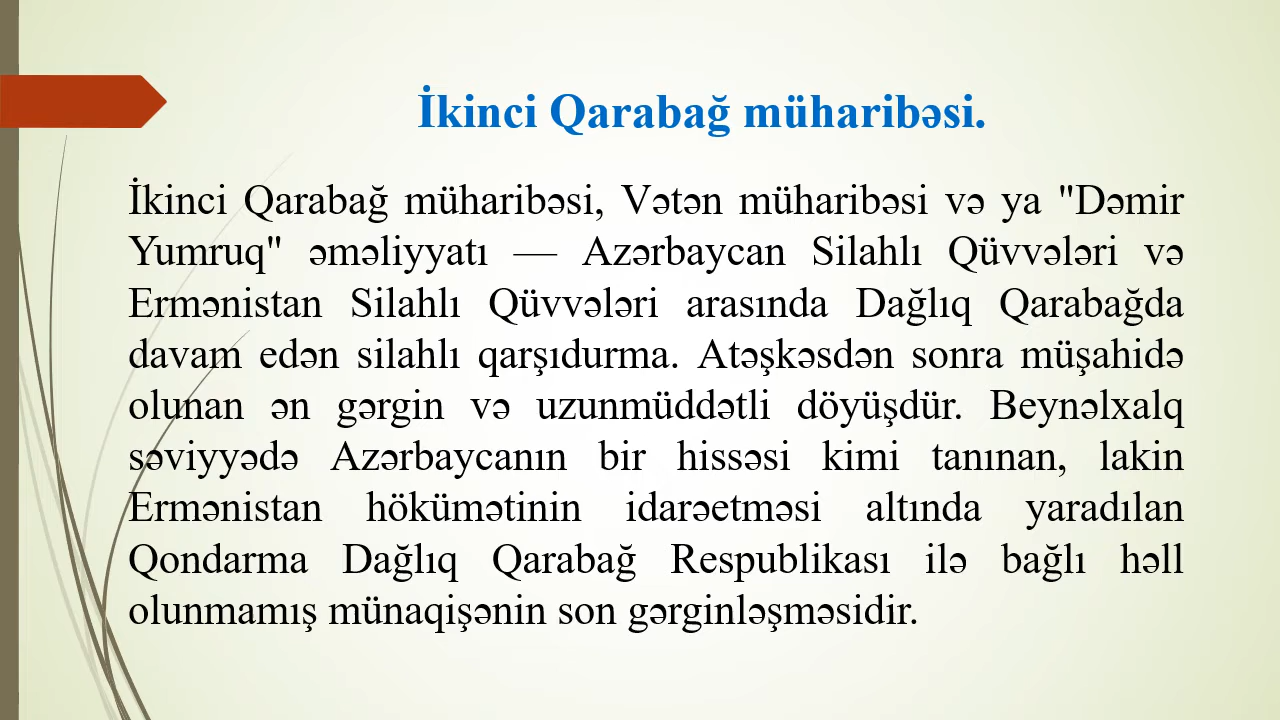 İkinci Qarabağ müharibəsi.
İkinci Qarabağ müharibəsi, Vətən müharibəsi və ya "Dəmir
Yumruq" əməliyyatı — Azərbaycan Silahlı Qüvvələri və
Ermənistan Silahlı Qüvvələri arasında Dağlıq Qarabağda
davam edən silahlı qarşıdurma. Atəşkəsdən sonra müşahidə
olunan ən gərgin və uzunmüddətli döyüşdür. Beynəlxalq
səviyyədə Azərbaycanın bir hissəsi kimi tanınan, lakin
Ermənistan hökümətinin idarəetməsi altında yaradılan
Qondarma Dağlıq Qarabağ Respublikası ilə bağlı həll
olunmamış münaqişənin son gərginləşməsidir.